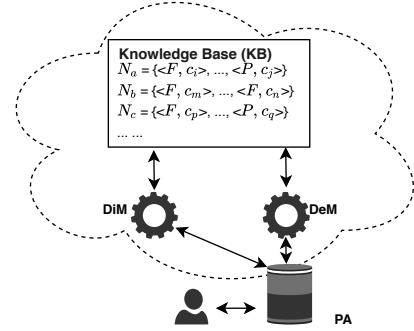 Knowledge Base (KB)
N_a = {<F, c_i>, ..., <P, c_j>}
N_b = {<F, c_m>, ..., <F, c_n>}
N_c = {<F, c_p>, ..., <P, c_q>}
... ...
DiM
DeM
PA